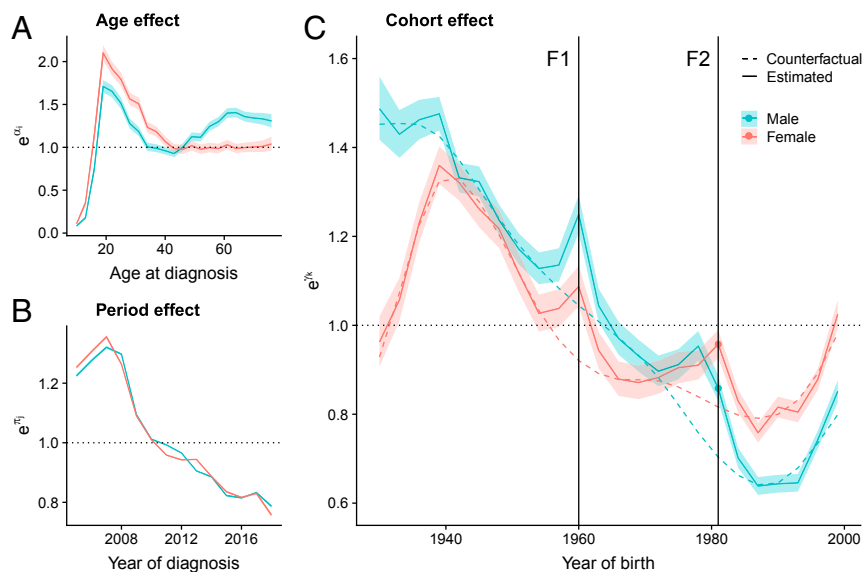 A
Age effect
e^αi
2.0
1.5
1.0
0.5
0.0
20
40
60
Age at diagnosis
B
Period effect
e^πj
1.2
1.0
0.8
2008
2012
2016
Year of diagnosis
C
Cohort effect
e^γk
1.6
1.4
1.2
1.0
0.8
0.6
F1
F2
Counterfactual
Estimated
Male
Female
1940
1960
1980
2000
Year of birth